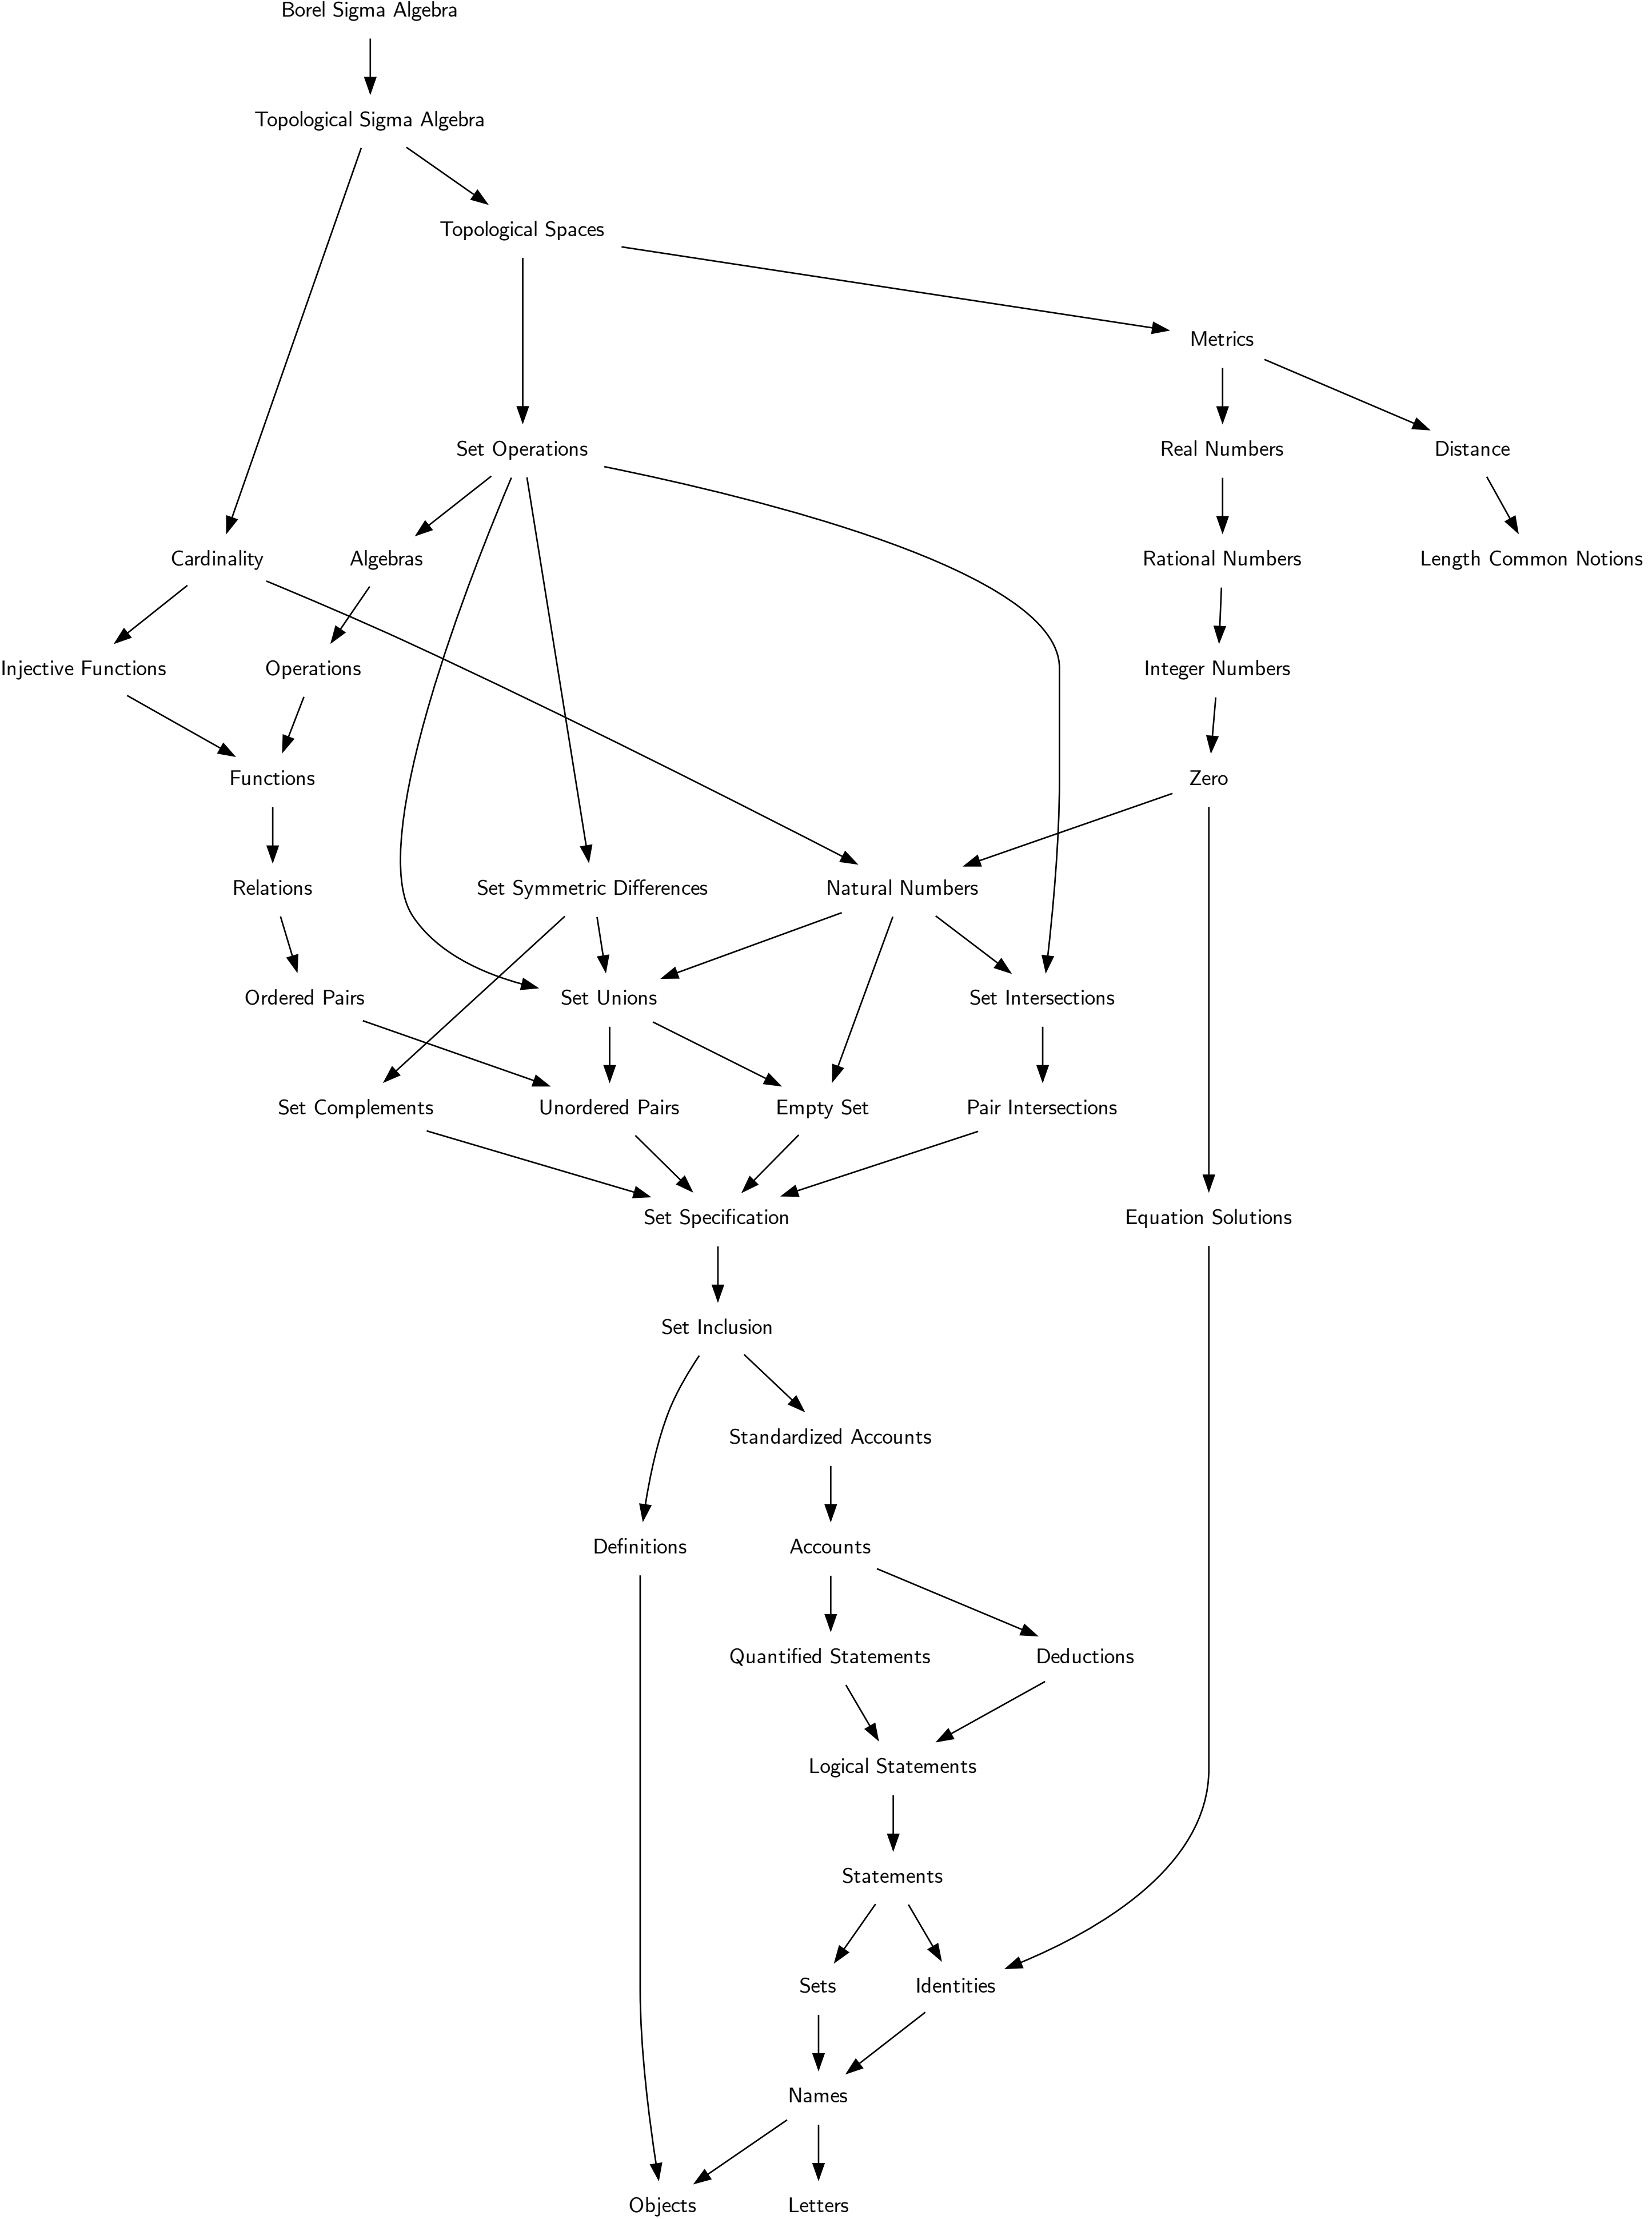 Borel Sigma Algebra
Topological Sigma Algebra
Topological Spaces
Metrics
Set Operations
Real Numbers
Distance
Cardinality
Algebras
Rational Numbers
Length Common Notions
Injective Functions
Operations
Integer Numbers
Functions
Zero
Relations
Set Symmetric Differences
Natural Numbers
Ordered Pairs
Set Unions
Set Intersections
Set Complements
Unordered Pairs
Empty Set
Pair Intersections
Set Specification
Equation Solutions
Set Inclusion
Standardized Accounts
Definitions
Accounts
Quantified Statements
Deductions
Logical Statements
Statements
Sets
Identities
Names
Objects
Letters